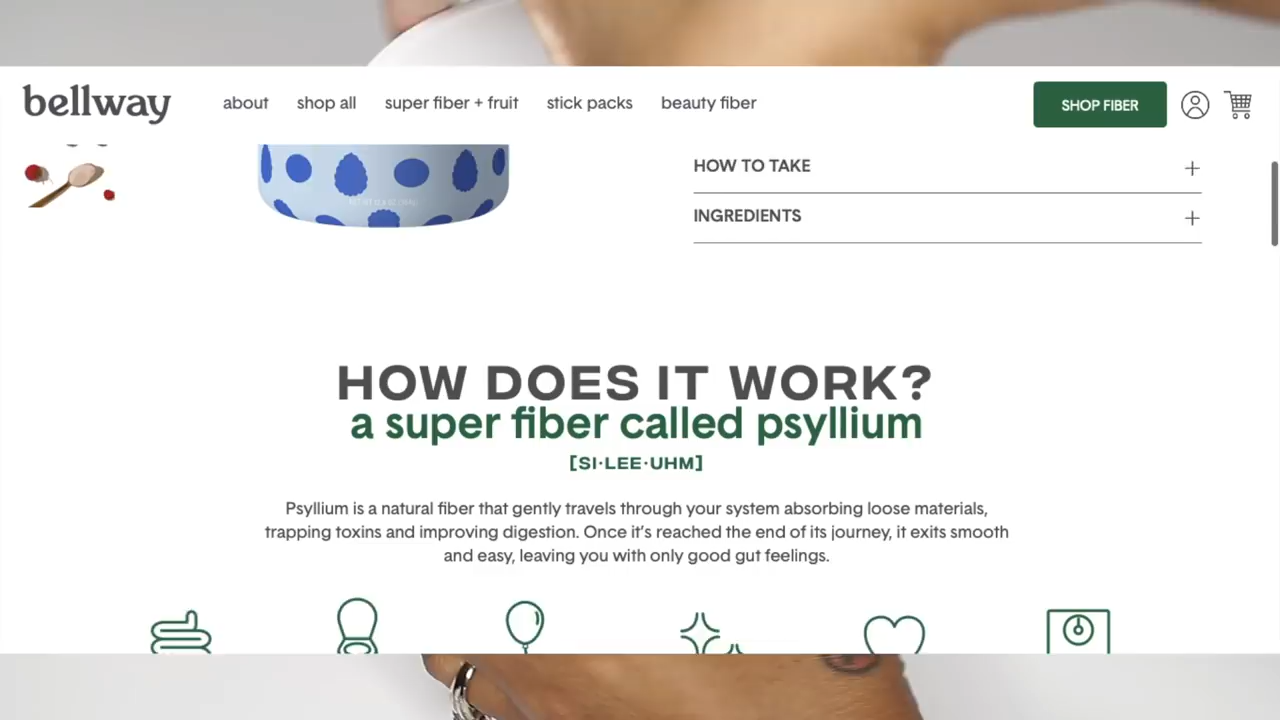 bellway
about
shop all
super fiber + fruit
stick packs
beauty fiber
SHOP FIBER
HOW TO TAKE
INGREDIENTS
HOW DOES IT WORK?
a super fiber called psyllium
[SI·LEE·UHM]
Psyllium is a natural fiber that gently travels through your system absorbing loose materials,
trapping toxins and improving digestion. Once it's reached the end of its journey, it exits smooth
and easy, leaving you with only good gut feelings.